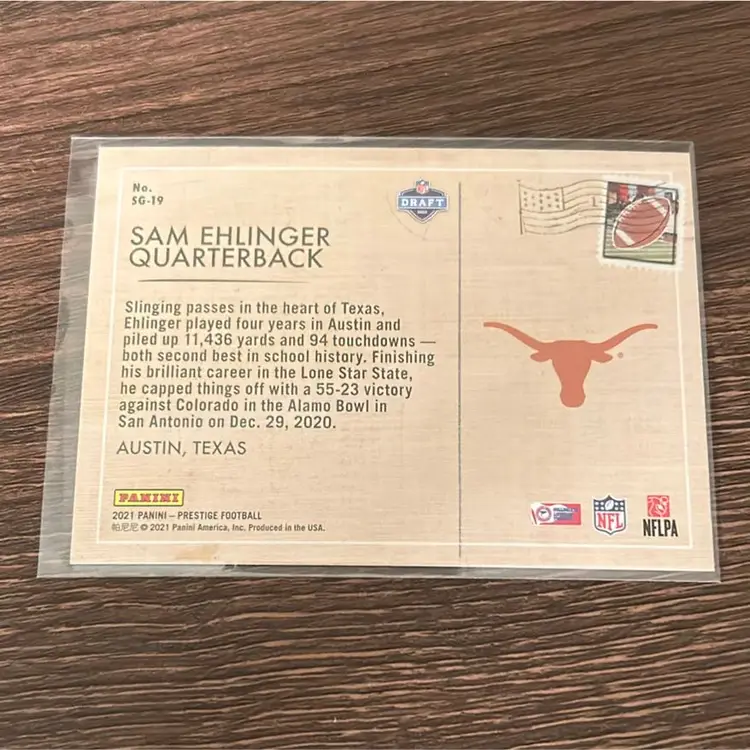 No.
SG-19
DRAFT
SAM EHLINGER
QUARTERBACK
Slinging passes in the heart of Texas,
Ehlinger played four years in Austin and
piled up 11,436 yards and 94 touchdowns —
both second best in school history. Finishing
his brilliant career in the Lone Star State,
he capped things off with a 55-23 victory
against Colorado in the Alamo Bowl in
San Antonio on Dec. 29, 2020.
AUSTIN, TEXAS
PANINI
2021 PANINI – PRESTIGE FOOTBALL
帕尼尼 © 2021 Panini America, Inc. Produced in the USA.
NFL
NFLPA